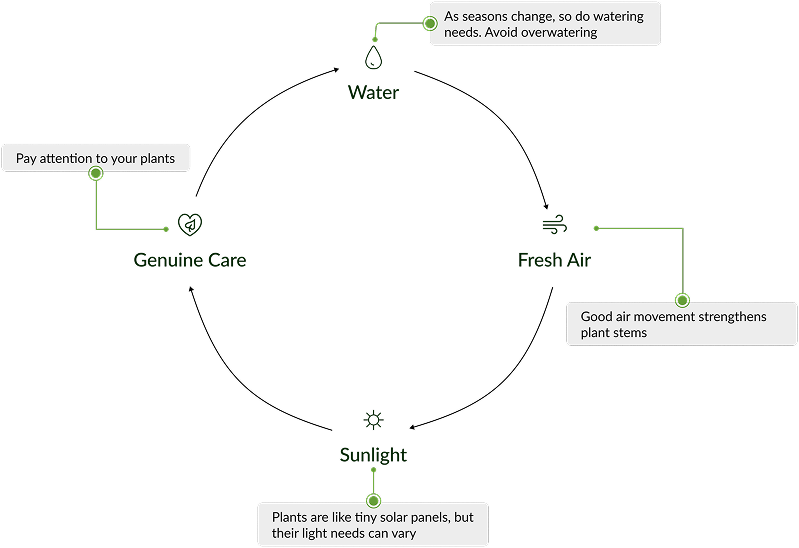 As seasons change, so do watering
needs. Avoid overwatering
Water
Pay attention to your plants
Genuine Care
Fresh Air
Good air movement strengthens
plant stems
Sunlight
Plants are like tiny solar panels, but
their light needs can vary